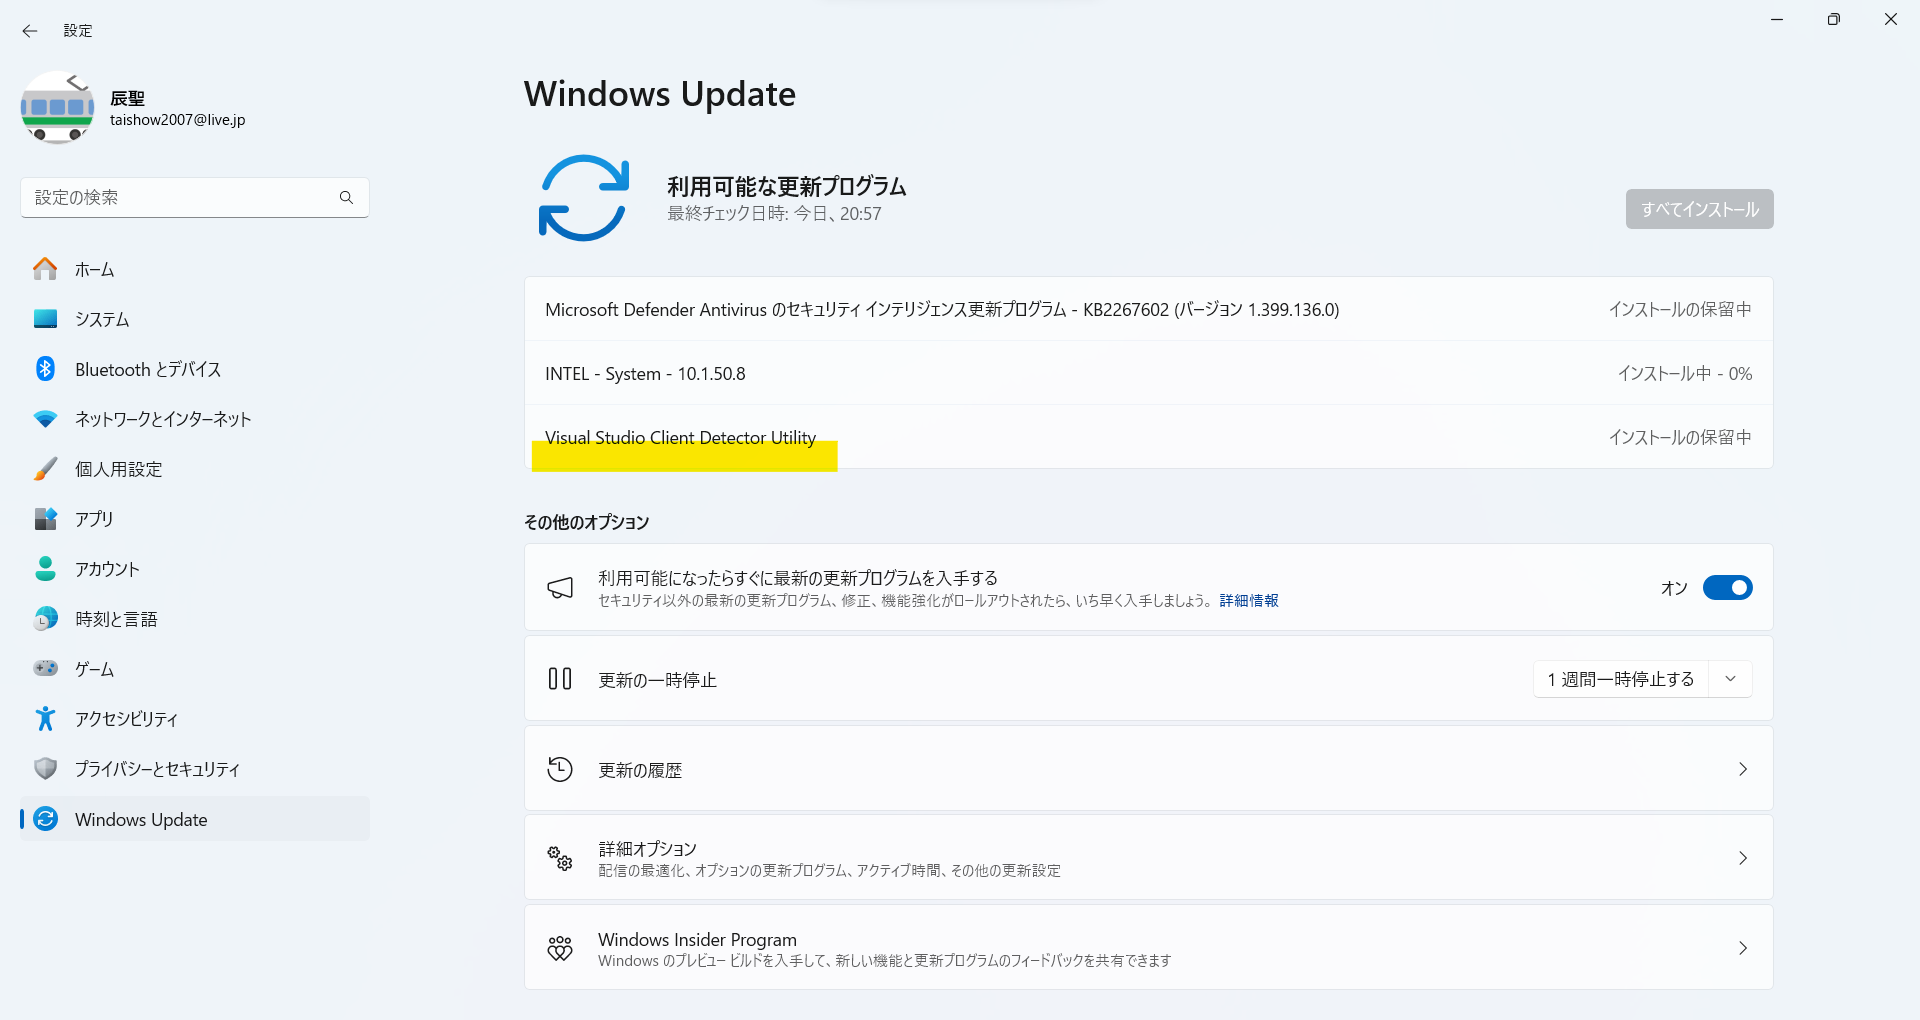 設定
辰聖
taishow2007@live.jp
設定の検索
ホーム
システム
Bluetooth とデバイス
ネットワークとインターネット
個人用設定
アプリ
アカウント
時刻と言語
ゲーム
アクセシビリティ
プライバシーとセキュリティ
Windows Update
Windows Update
利用可能な更新プログラム
最終チェック日時: 今日、20:57
すべてインストール
Microsoft Defender Antivirus のセキュリティ インテリジェンス更新プログラム - KB2267602 (バージョン 1.399.136.0)
インストールの保留中
INTEL - System - 10.1.50.8
インストール中 - 0%
Visual Studio Client Detector Utility
インストールの保留中
その他のオプション
利用可能になったらすぐに最新の更新プログラムを入手する
セキュリティ以外の最新の更新プログラム、修正、機能強化がロールアウトされたら、いち早く入手しましょう。 詳細情報
オン
更新の一時停止
1 週間一時停止する
更新の履歴
詳細オプション
配信の最適化、オプションの更新プログラム、アクティブ時間、その他の更新設定
Windows Insider Program
Windows のプレビュー ビルドを入手して、新しい機能と更新プログラムのフィードバックを共有できます